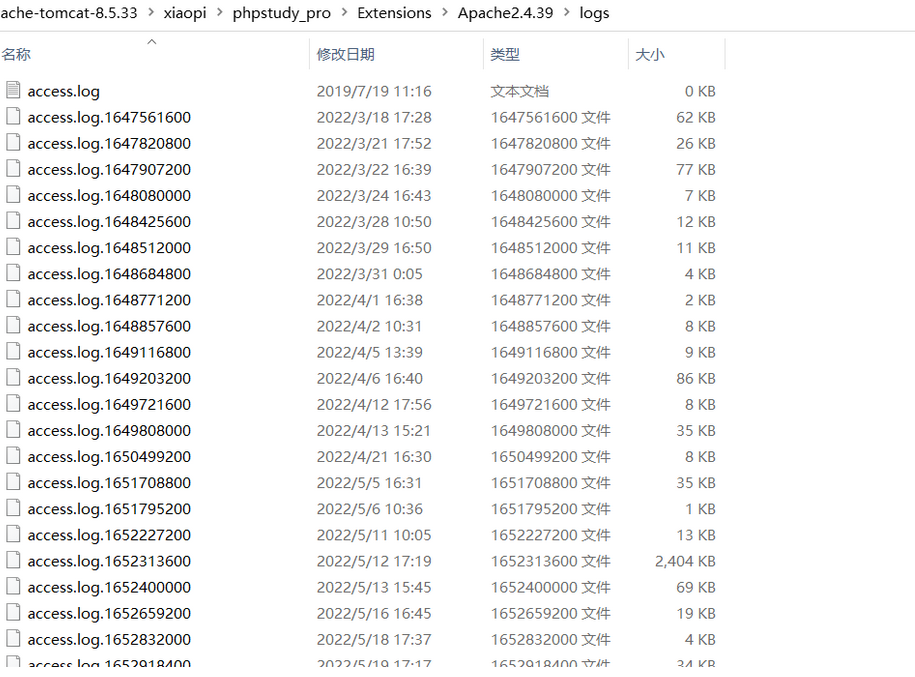 ache-tomcat-8.5.33 > xiaopi > phpstudy_pro > Extensions > Apache2.4.39 > logs
名称 修改日期 类型 大小
access.log 2019/7/19 11:16 文本文档 0 KB
access.log.1647561600 2022/3/18 17:28 1647561600 文件 62 KB
access.log.1647820800 2022/3/21 17:52 1647820800 文件 26 KB
access.log.1647907200 2022/3/22 16:39 1647907200 文件 77 KB
access.log.1648080000 2022/3/24 16:43 1648080000 文件 7 KB
access.log.1648425600 2022/3/28 10:50 1648425600 文件 12 KB
access.log.1648512000 2022/3/29 16:50 1648512000 文件 11 KB
access.log.1648684800 2022/3/31 0:05 1648684800 文件 4 KB
access.log.1648771200 2022/4/1 16:38 1648771200 文件 2 KB
access.log.1648857600 2022/4/2 10:31 1648857600 文件 8 KB
access.log.1649116800 2022/4/5 13:39 1649116800 文件 9 KB
access.log.1649203200 2022/4/6 16:40 1649203200 文件 86 KB
access.log.1649721600 2022/4/12 17:56 1649721600 文件 8 KB
access.log.1649808000 2022/4/13 15:21 1649808000 文件 35 KB
access.log.1650499200 2022/4/21 16:30 1650499200 文件 8 KB
access.log.1651708800 2022/5/5 16:31 1651708800 文件 35 KB
access.log.1651795200 2022/5/6 10:36 1651795200 文件 1 KB
access.log.1652227200 2022/5/11 10:05 1652227200 文件 13 KB
access.log.1652313600 2022/5/12 17:19 1652313600 文件 2,404 KB
access.log.1652400000 2022/5/13 15:45 1652400000 文件 69 KB
access.log.1652659200 2022/5/16 16:45 1652659200 文件 19 KB
access.log.1652832000 2022/5/18 17:37 1652832000 文件 4 KB
access.log.1652918400 2022/5/19 17:17 1652918400 文件 34 KB